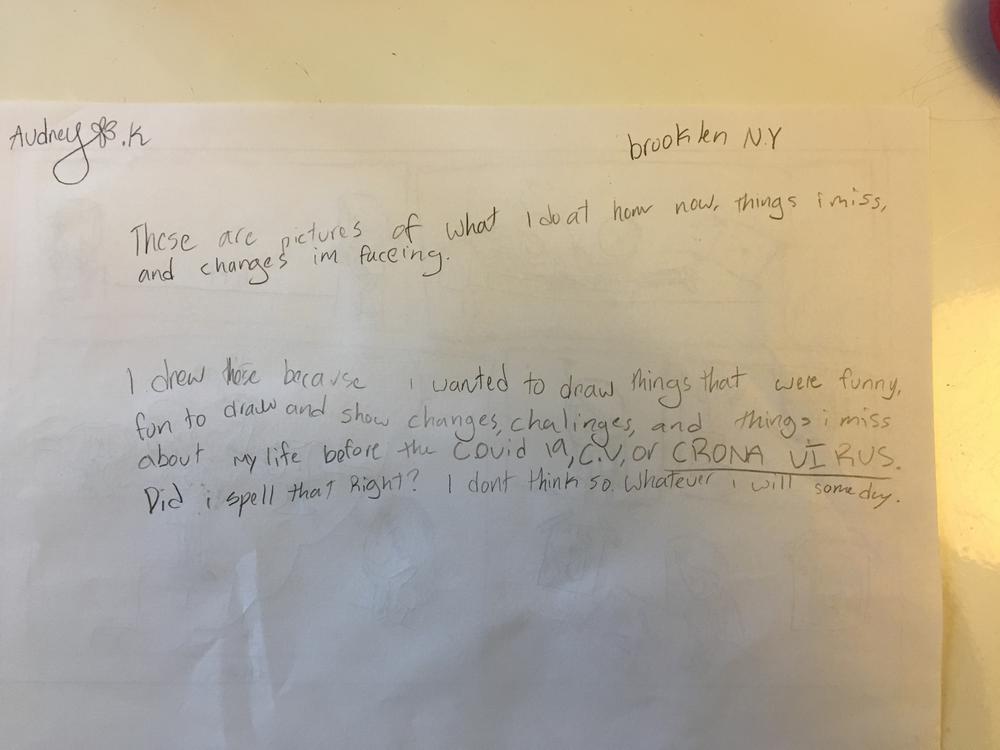 Audrey B.K
brooklen N.Y
These are pictures of what I do at home now, things i miss,
and changes im faceing.
I drew those because i wanted to draw things that were funny,
fun to draw and show changes, chalinges, and things i miss
about my life before the Covid 19, C.V, or CRONA VIRUS.
Did i spell that Right? I dont think so. whatever i will some day.